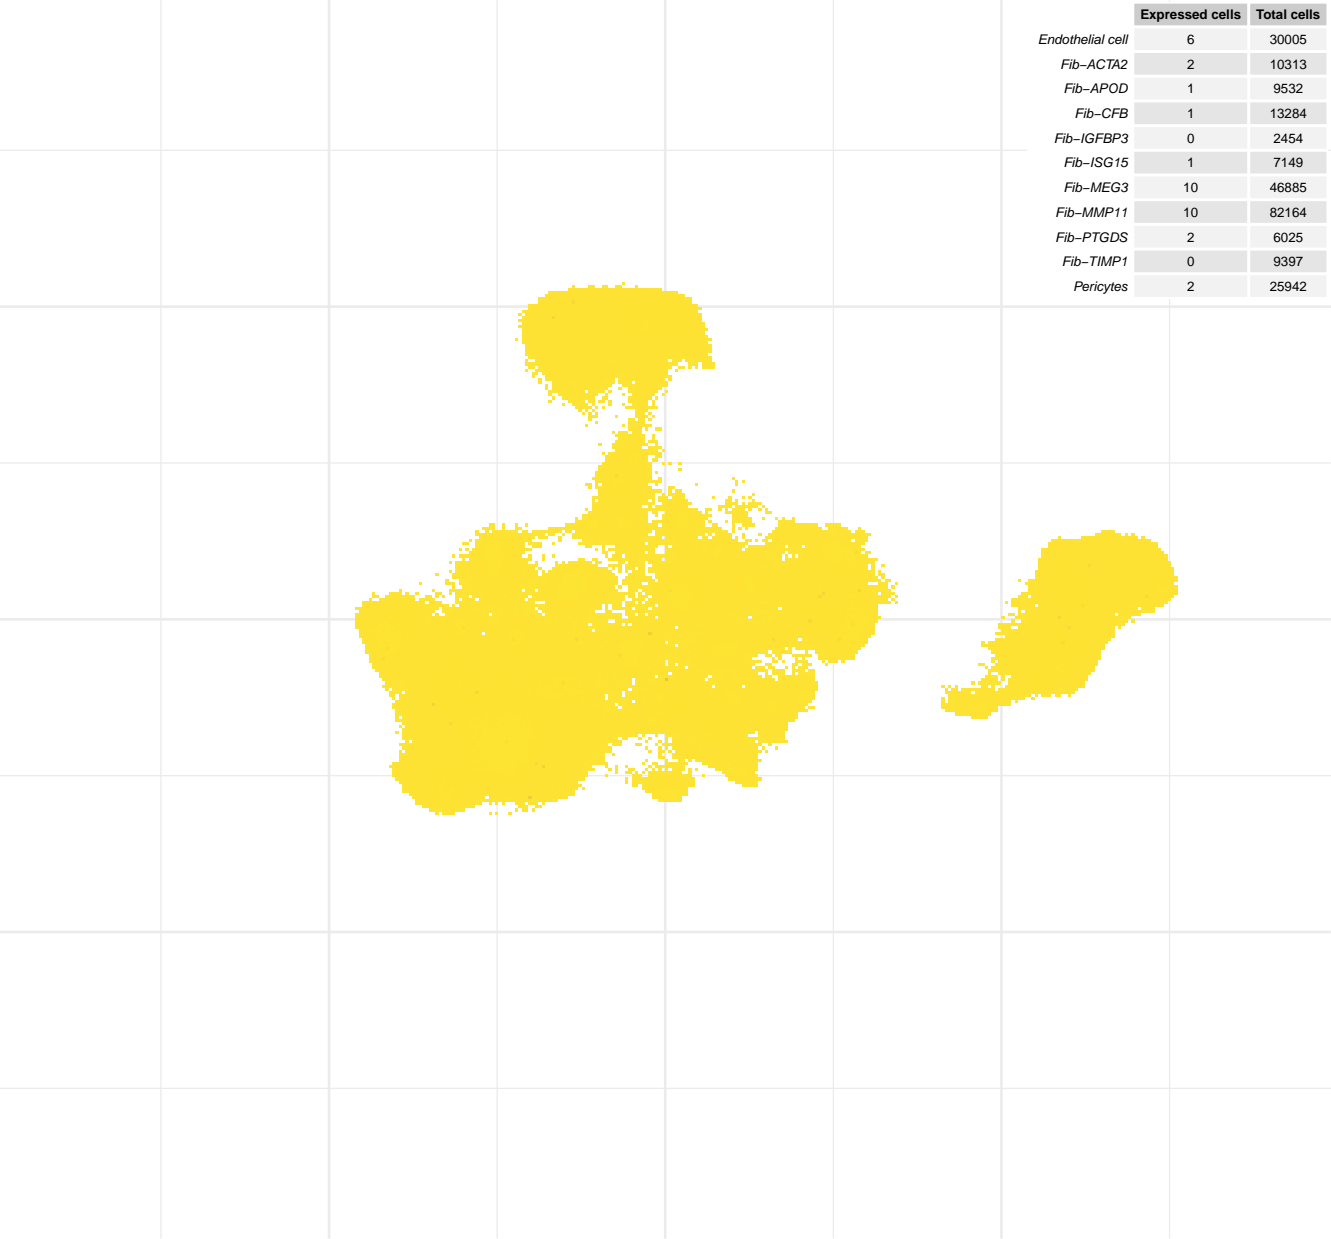 Expressed cells Total cells
Endothelial cell 6 30005
Fib−ACTA2 2 10313
Fib−APOD 1 9532
Fib−CFB 1 13284
Fib−IGFBP3 0 2454
Fib−ISG15 1 7149
Fib−MEG3 10 46885
Fib−MMP11 10 82164
Fib−PTGDS 2 6025
Fib−TIMP1 0 9397
Pericytes 2 25942